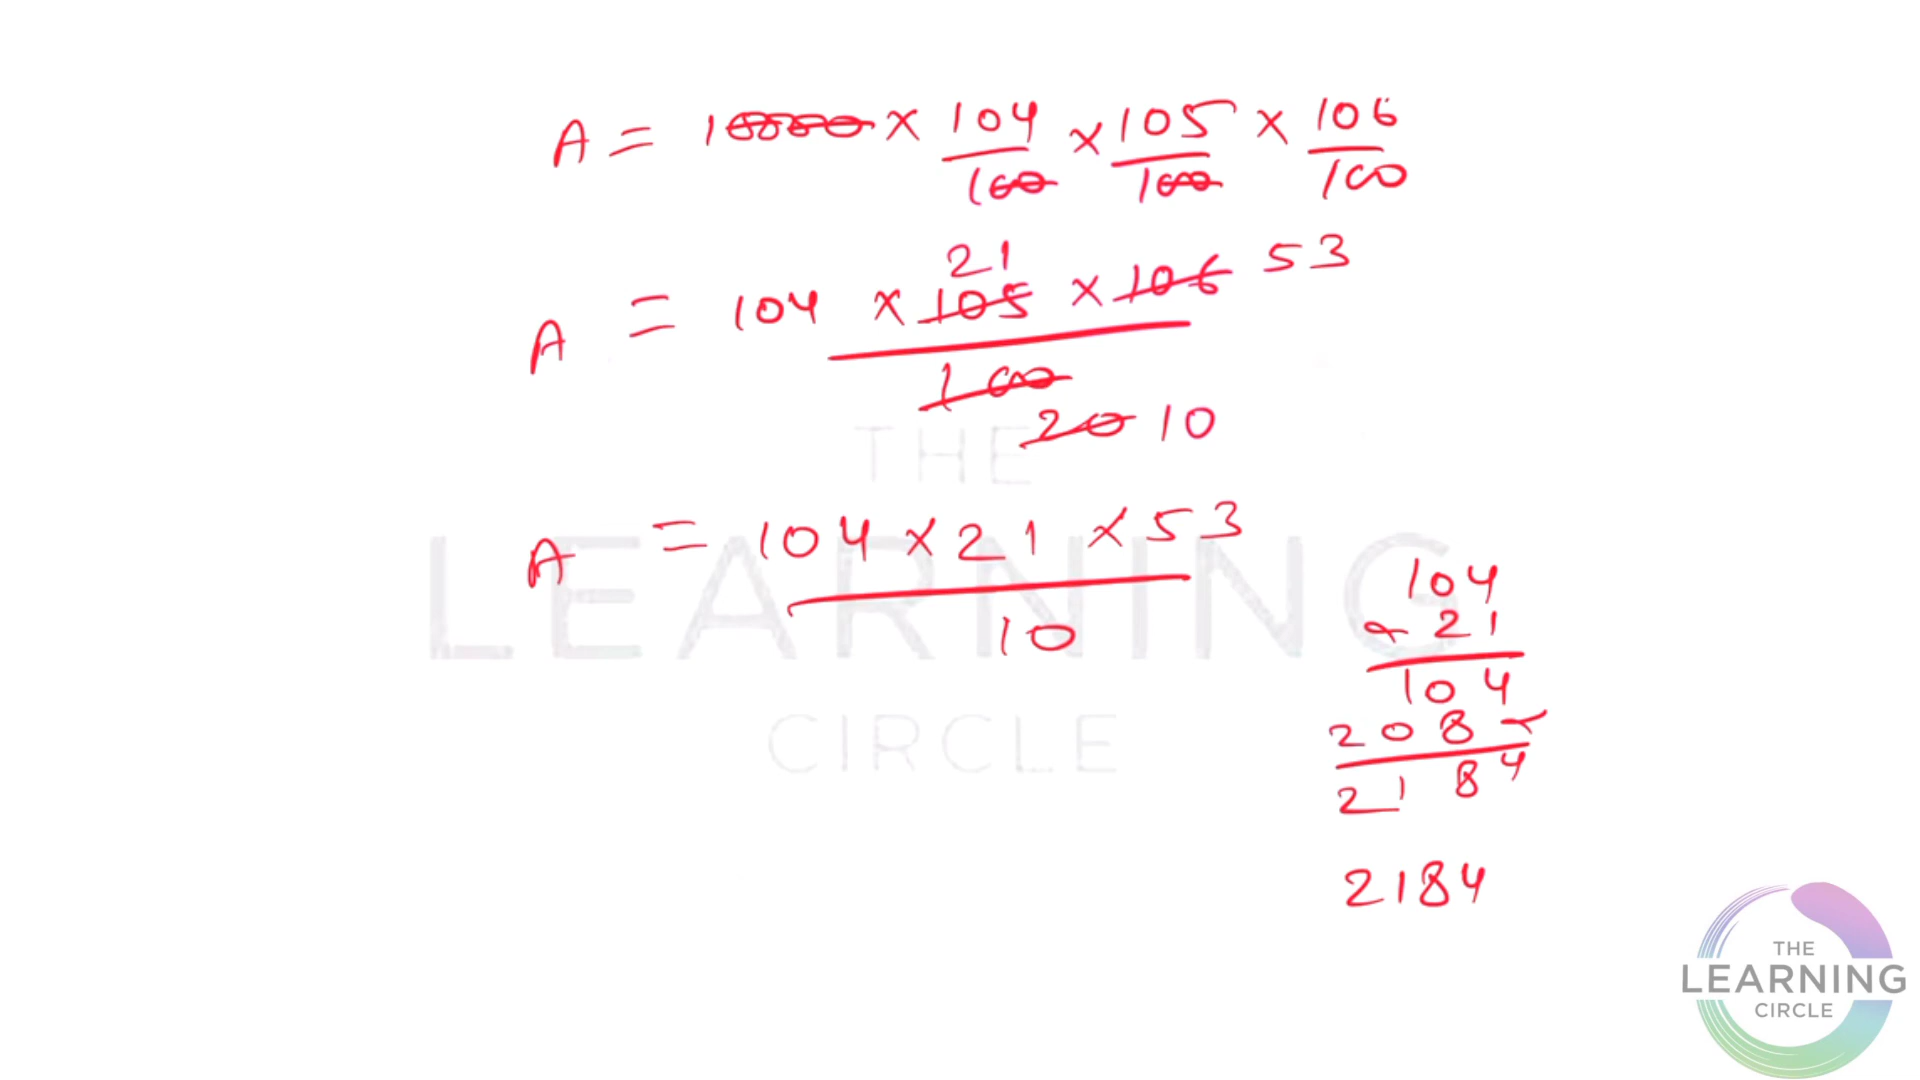 A = 10000 × 104/100 × 105/100 × 106/100
21 53
A = 104 × 105 × 106
100
20 10
A = 104 × 21 × 53
10
104
× 21
104
208×
2184
2184
THE
LEARNING
CIRCLE
THE
LEARNING
CIRCLE